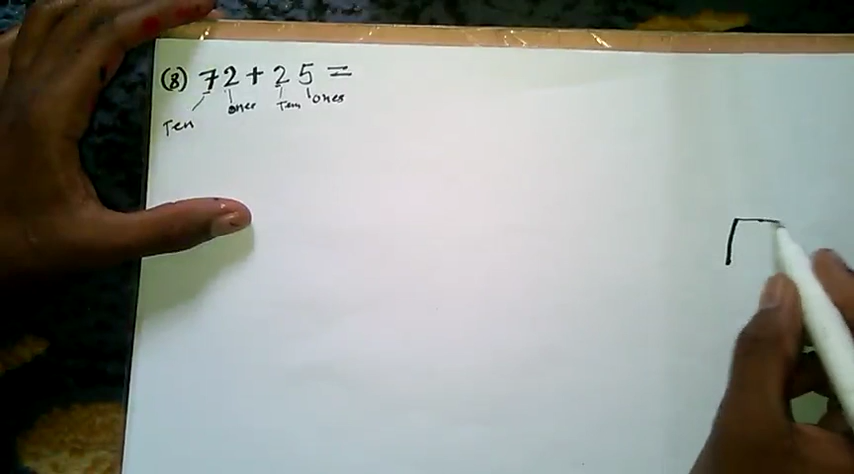 (8) 72 + 25 =
Ten ones Ten ones